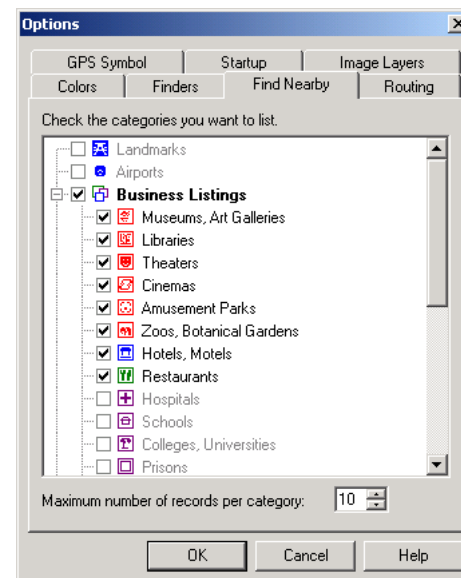 Options
GPS Symbol Startup Image Layers
Colors Finders Find Nearby Routing
Check the categories you want to list.
Landmarks
Airports
Business Listings
Museums, Art Galleries
Libraries
Theaters
Cinemas
Amusement Parks
Zoos, Botanical Gardens
Hotels, Motels
Restaurants
Hospitals
Schools
Colleges, Universities
Prisons
Maximum number of records per category: 10
OK Cancel Help